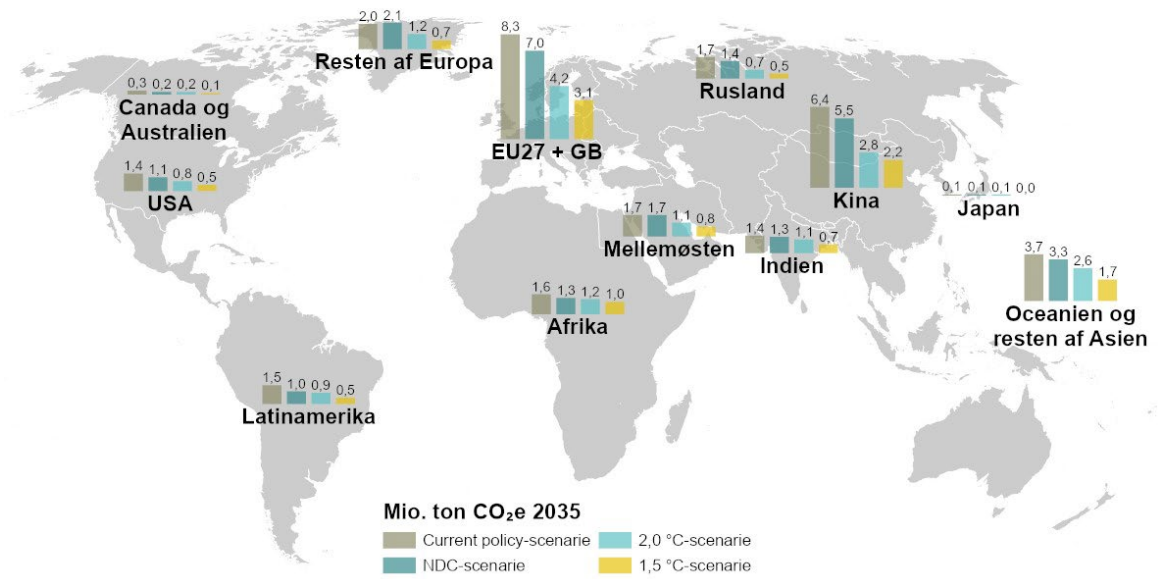 2,0 2,1 1,2 0,7
Resten af Europa
8,3 7,0 4,2 3,1
EU27 + GB
1,7 1,4 0,7 0,5
Rusland
0,3 0,2 0,2 0,1
Canada og
Australien
6,4 5,5 2,8 2,2
Kina
1,4 1,1 0,8 0,5
USA
0,1 0,1 0,1 0,0
Japan
1,7 1,7 1,1 0,8
Mellemøsten
1,4 1,3 1,1 0,7
Indien
3,7 3,3 2,6 1,7
Oceanien og
resten af Asien
1,6 1,3 1,2 1,0
Afrika
1,5 1,0 0,9 0,5
Latinamerika
Mio. ton CO₂e 2035
Current policy-scenarie 2,0 °C-scenarie
NDC-scenarie 1,5 °C-scenarie